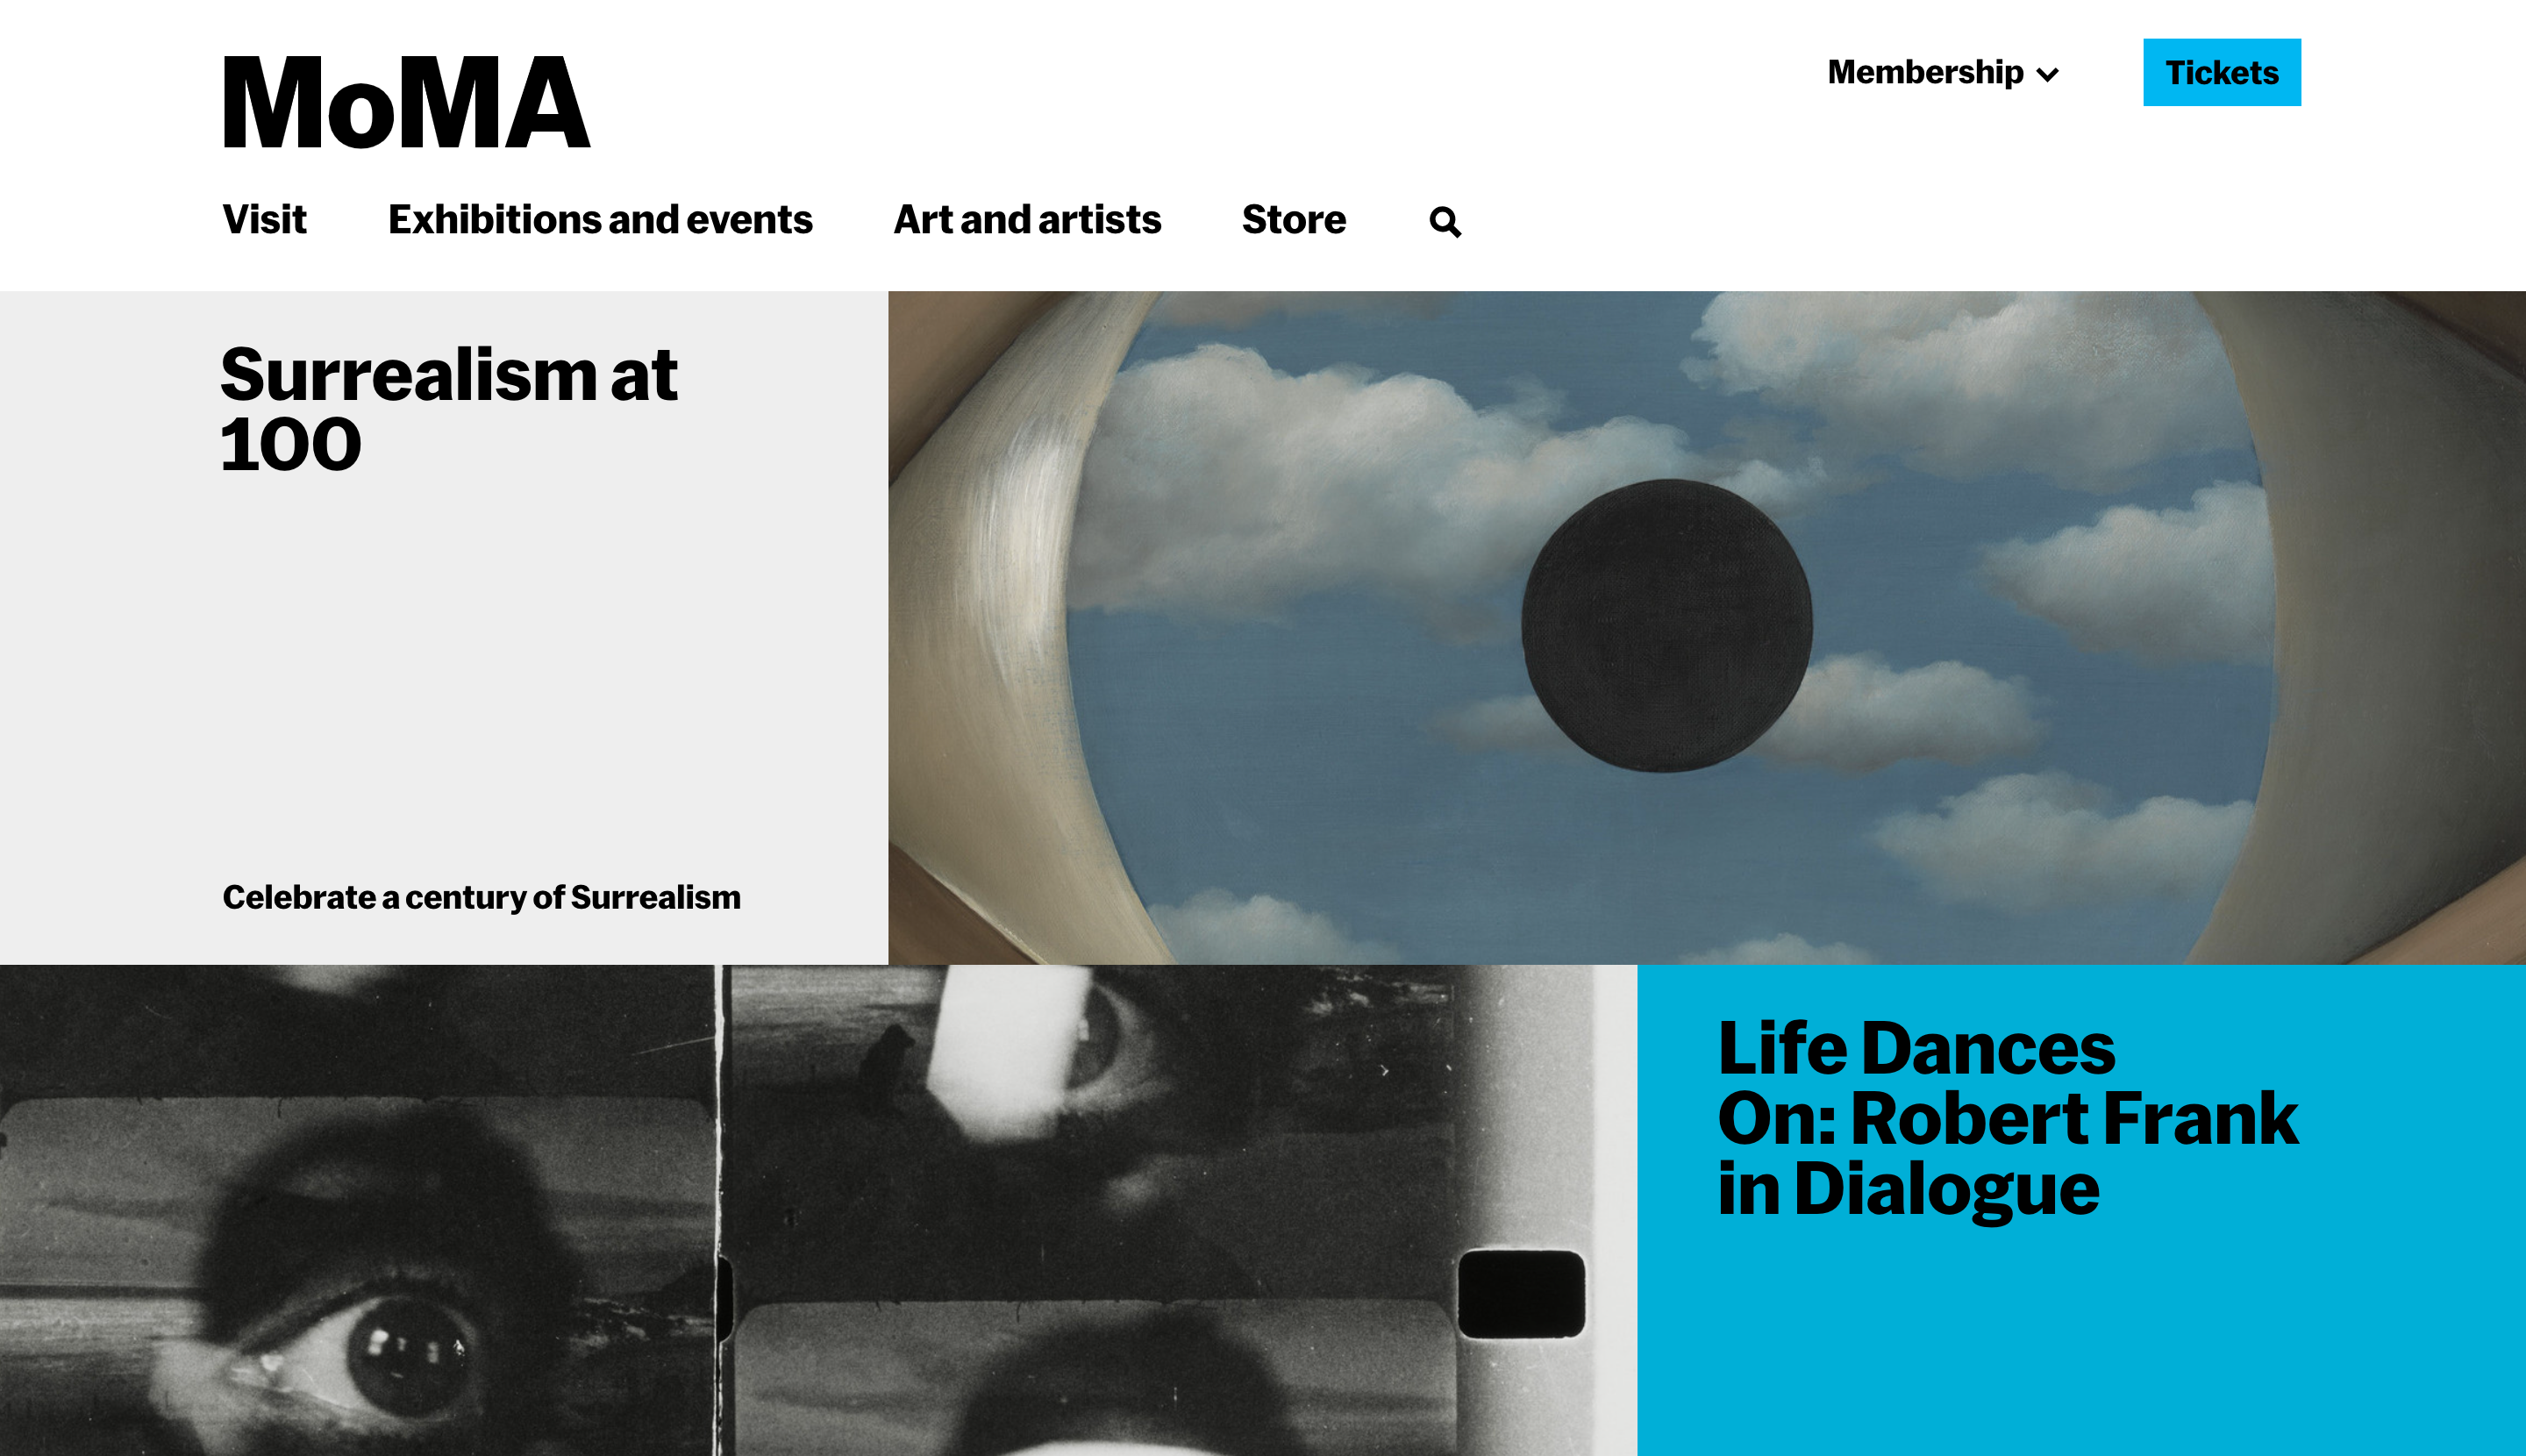 MoMA
Membership
Tickets
Visit
Exhibitions and events
Art and artists
Store
Surrealism at
100
Celebrate a century of Surrealism
Life Dances
On: Robert Frank
in Dialogue